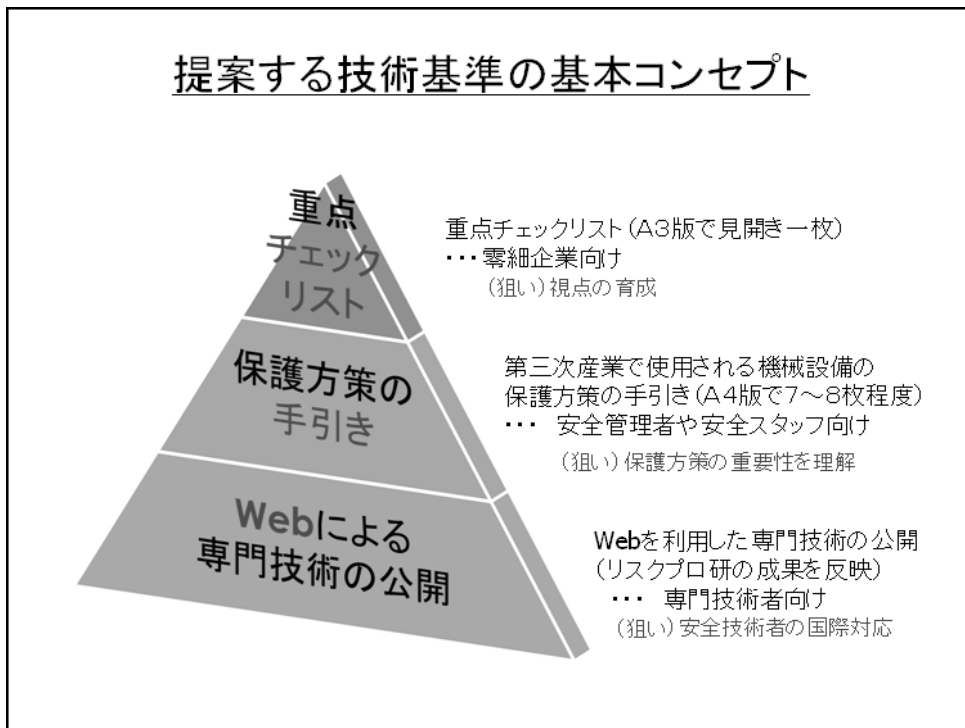 提案する技術基準の基本コンセプト
重点
チェック
リスト
重点チェックリスト(A3版で見開き一枚)
・・・零細企業向け
(狙い)視点の育成
保護方策の
手引き
第三次産業で使用される機械設備の
保護方策の手引き(A4版で7～8枚程度)
・・・ 安全管理者や安全スタッフ向け
(狙い)保護方策の重要性を理解
Webによる
専門技術の公開
Webを利用した専門技術の公開
(リスクプロ研の成果を反映)
・・・ 専門技術者向け
(狙い)安全技術者の国際対応